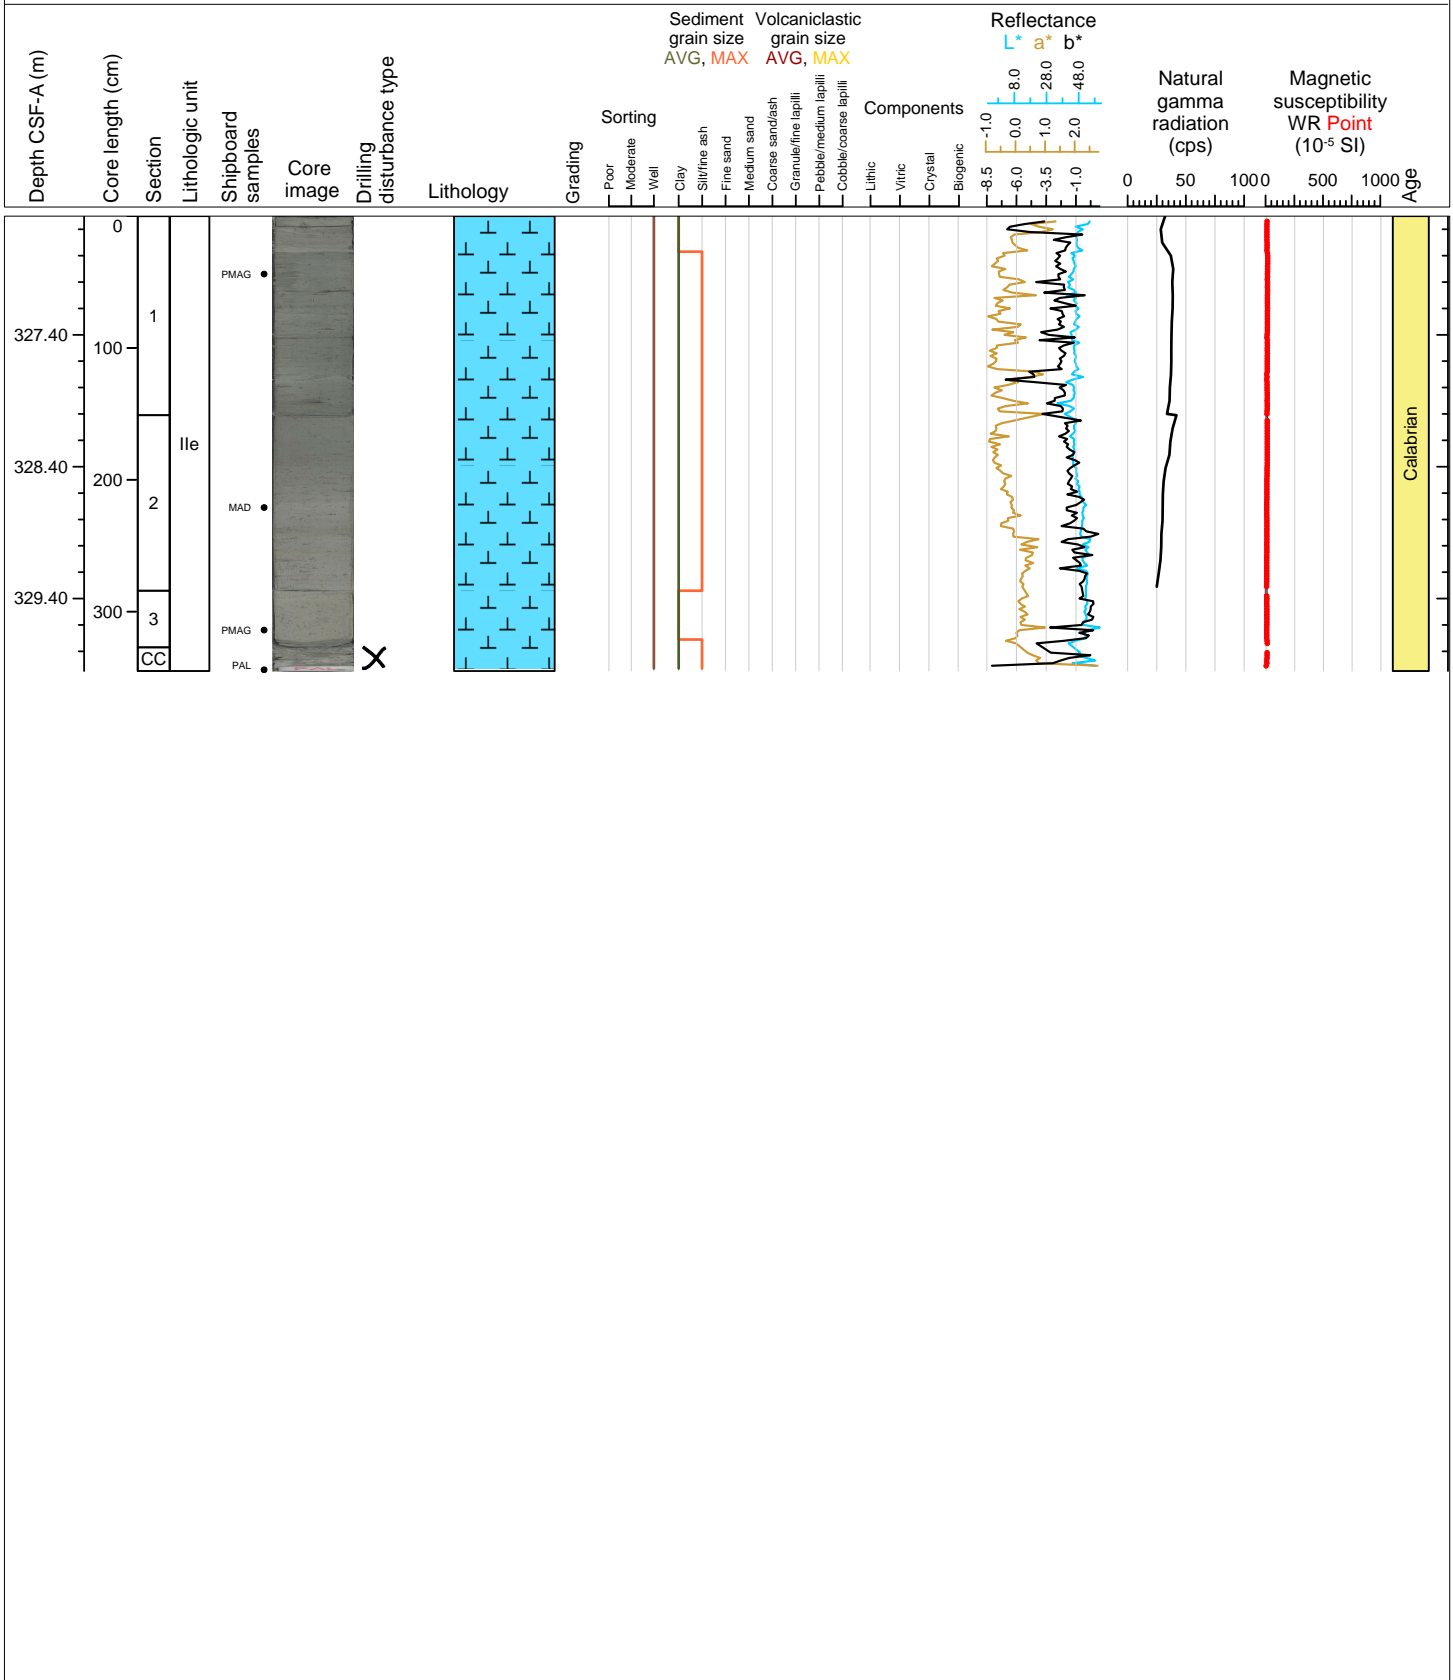 Depth CSF-A (m)
Core length (cm)
Section
Lithologic unit
Shipboard
samples
Core
image
Drilling
disturbance type
Lithology
Grading
Sorting
Poor
Moderate
Well
Sediment
grain size
AVG, MAX
Volcaniclastic
grain size
AVG, MAX
Clay
Silt/fine ash
Fine sand
Medium sand
Coarse sand/ash
Granule/fine lapilli
Pebble/medium lapilli
Cobble/coarse lapilli
Components
Lithic
Vitric
Crystal
Biogenic
Reflectance
L* a* b*
8.0 28.0 48.0
-1.0 0.0 1.0 2.0
-8.5 -6.0 -3.5 -1.0
Natural
gamma
radiation
(cps)
0 50 100
Magnetic
susceptibility
WR Point
(10-5 SI)
0 500 1000
Age
0
PMAG
1
327.40
100
IIe
Calabrian
328.40
200
2
MAD
329.40
300
3
PMAG
CC
PAL